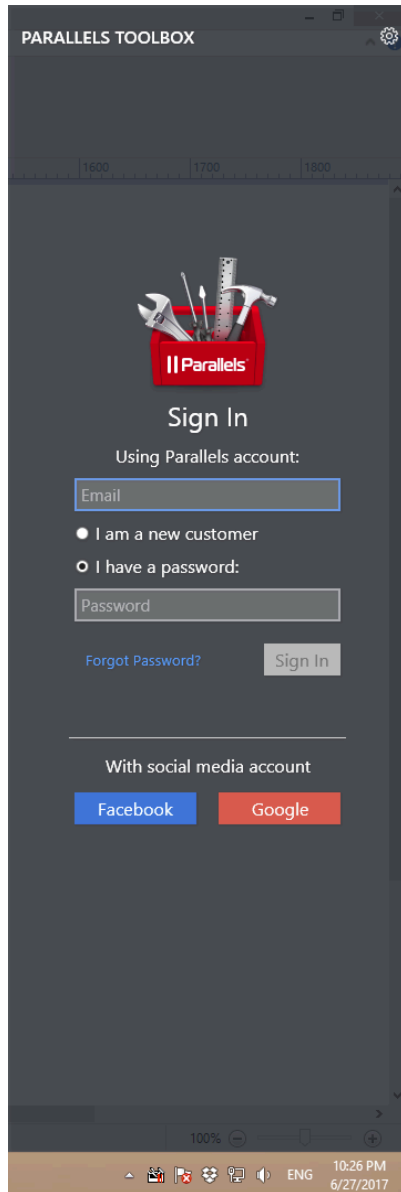 PARALLELS TOOLBOX
1600 1700 1800
Parallels
Sign In
Using Parallels account:
Email
I am a new customer
I have a password:
Password
Forgot Password? Sign In
With social media account
Facebook Google
100%
ENG 10:26 PM
6/27/2017